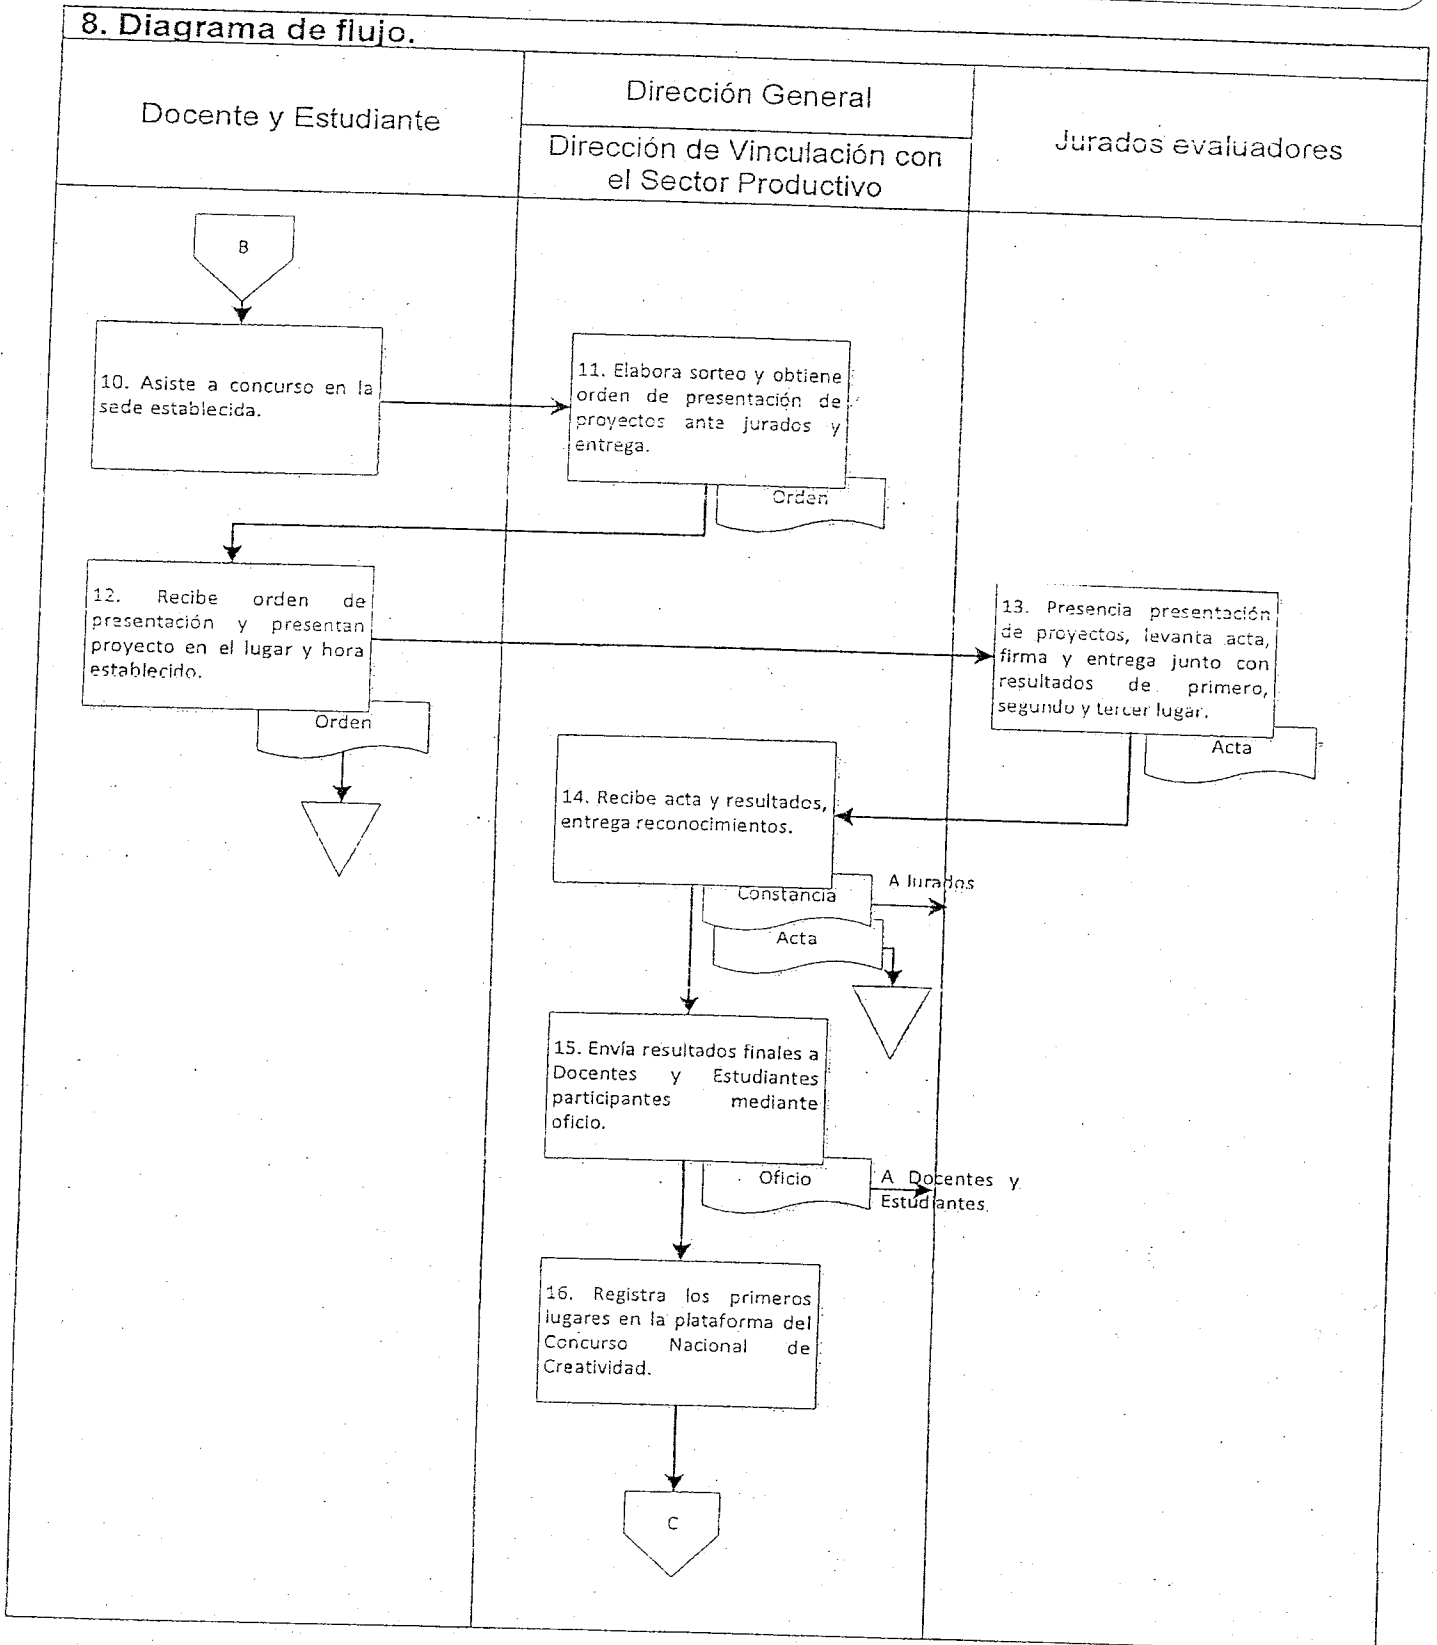 8. Diagrama de flujo.
Docente y Estudiante
Dirección General
Dirección de Vinculación con
el Sector Productivo
Jurados evaluadores
B
10. Asiste a concurso en la
sede establecida.
11. Elabora sorteo y obtiene
orden de presentación de
proyectos ante jurados y
entrega.
Orden
12. Recibe orden de
presentación y presentan
proyecto en el lugar y hora
establecido.
Orden
13. Presencia presentación
de proyectos, levanta acta,
firma y entrega junto con
resultados de primero,
segundo y tercer lugar.
Acta
14. Recibe acta y resultados,
entrega reconocimientos.
Constancia
A Jurados
Acta
15. Envía resultados finales a
Docentes y Estudiantes
participantes mediante
oficio.
Oficio
A Docentes y
Estudiantes.
16. Registra los primeros
lugares en la plataforma del
Concurso Nacional de
Creatividad.
C